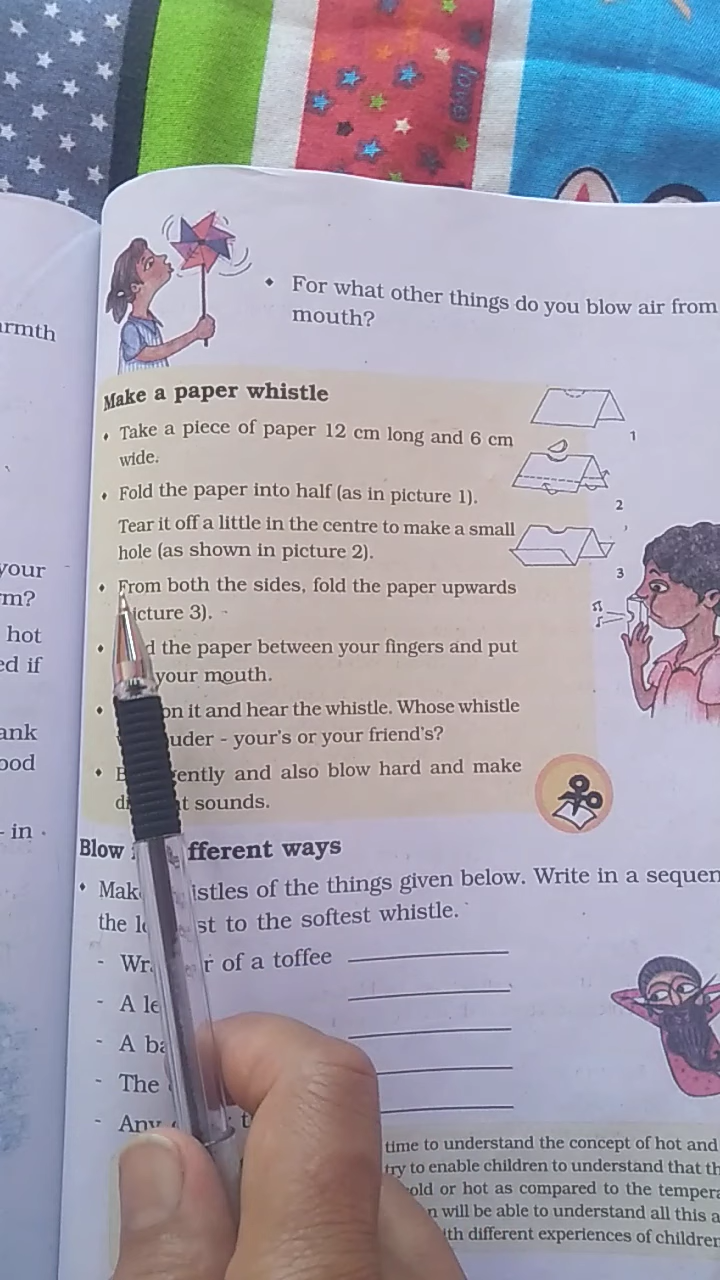 love
armth
For what other things do you blow air from
mouth?
Make a paper whistle
Take a piece of paper 12 cm long and 6 cm
wide.
Fold the paper into half (as in picture 1).
Tear it off a little in the centre to make a small
hole (as shown in picture 2).
From both the sides, fold the paper upwards
icture 3).
d the paper between your fingers and put
your mouth.
on it and hear the whistle. Whose whistle
uder - your's or your friend's?
B ently and also blow hard and make
di t sounds.
1
2
3
your
m?
hot
ed if
ank
ood
- in
Blow fferent ways
Mak istles of the things given below. Write in a sequen
the lo st to the softest whistle.
- Wr r of a toffee
- A le
- A ba
- The
- Any t
time to understand the concept of hot and
try to enable children to understand that th
old or hot as compared to the tempera
n will be able to understand all this a
ith different experiences of children